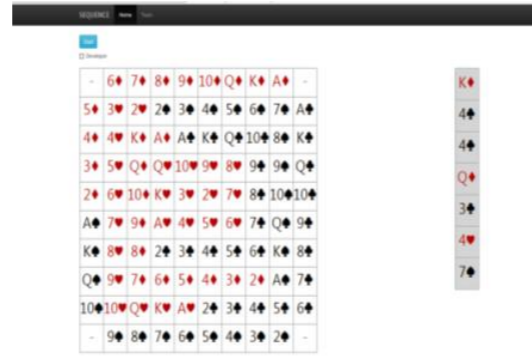 SEQUENCE Home Team
Deal
Developer
- 6♦ 7♦ 8♦ 9♦ 10♦ Q♦ K♦ A♦ -
5♦ 3♥ 2♥ 2♠ 3♠ 4♠ 5♠ 6♠ 7♠ A♣
4♦ 4♥ K♦ A♦ A♣ K♣ Q♣ 10♣ 8♠ K♣
3♦ 5♥ Q♦ Q♥ 10♥ 9♥ 8♥ 9♣ 9♠ Q♣
2♦ 6♥ 10♦ K♥ 3♥ 2♥ 7♥ 8♣ 10♠ 10♣
A♠ 7♥ 9♦ A♥ 4♥ 5♥ 6♥ 7♣ Q♠ 9♣
K♠ 8♥ 8♦ 2♣ 3♣ 4♣ 5♣ 6♣ K♠ 8♣
Q♠ 9♥ 7♦ 6♦ 5♦ 4♦ 3♦ 2♦ A♠ 7♣
10♠ 10♥ Q♥ K♥ A♥ 2♣ 3♣ 4♣ 5♣ 6♣
- 9♠ 8♠ 7♠ 6♠ 5♠ 4♠ 3♠ 2♠ -
K♦
4♣
4♣
Q♦
3♣
4♥
7♠